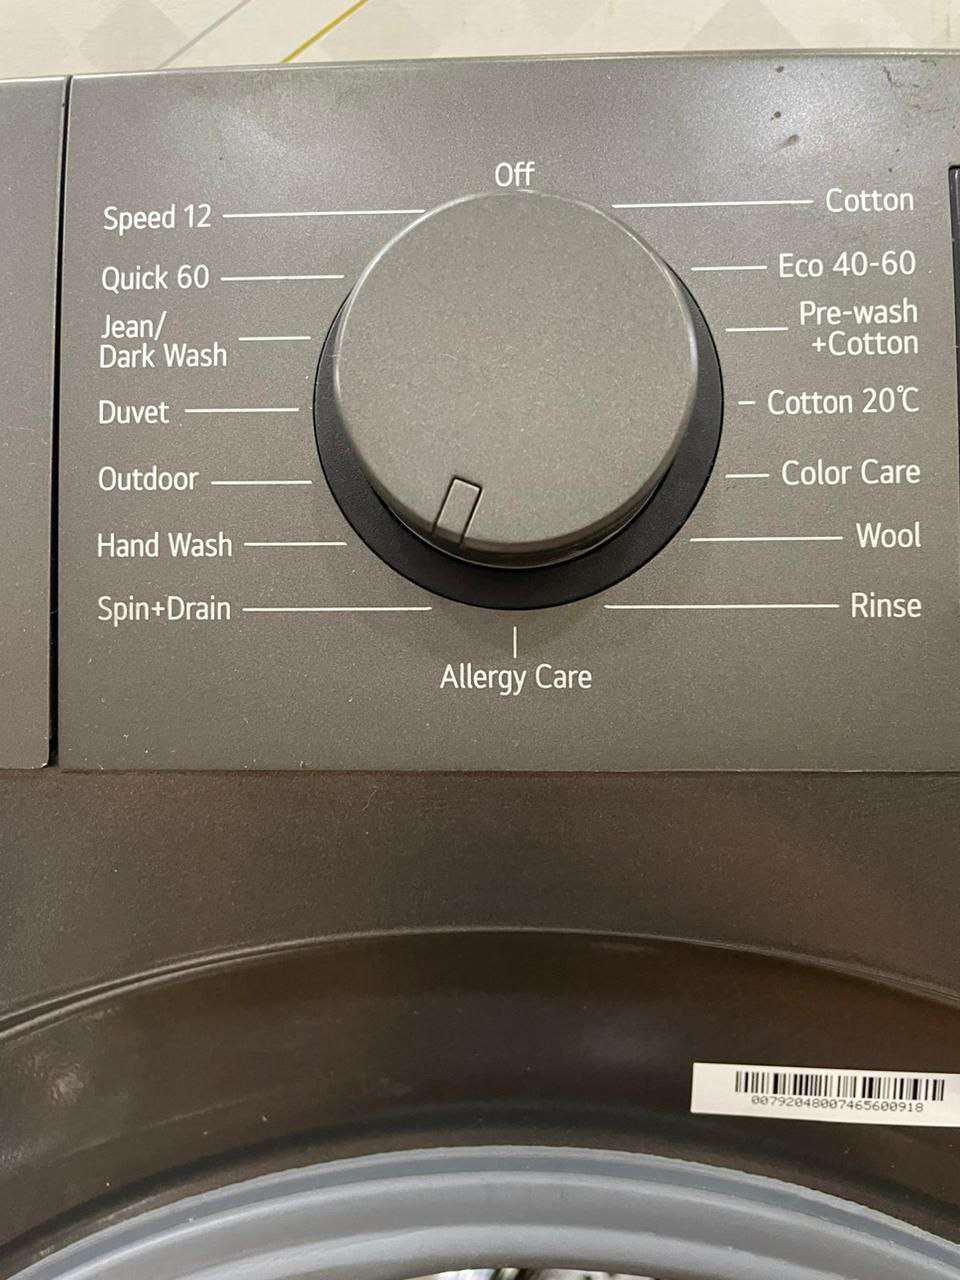 Off
Speed 12
Quick 60
Jean/
Dark Wash
Duvet
Outdoor
Hand Wash
Spin+Drain
Cotton
Eco 40-60
Pre-wash
+Cotton
Cotton 20℃
Color Care
Wool
Rinse
Allergy Care
00792048007465600918